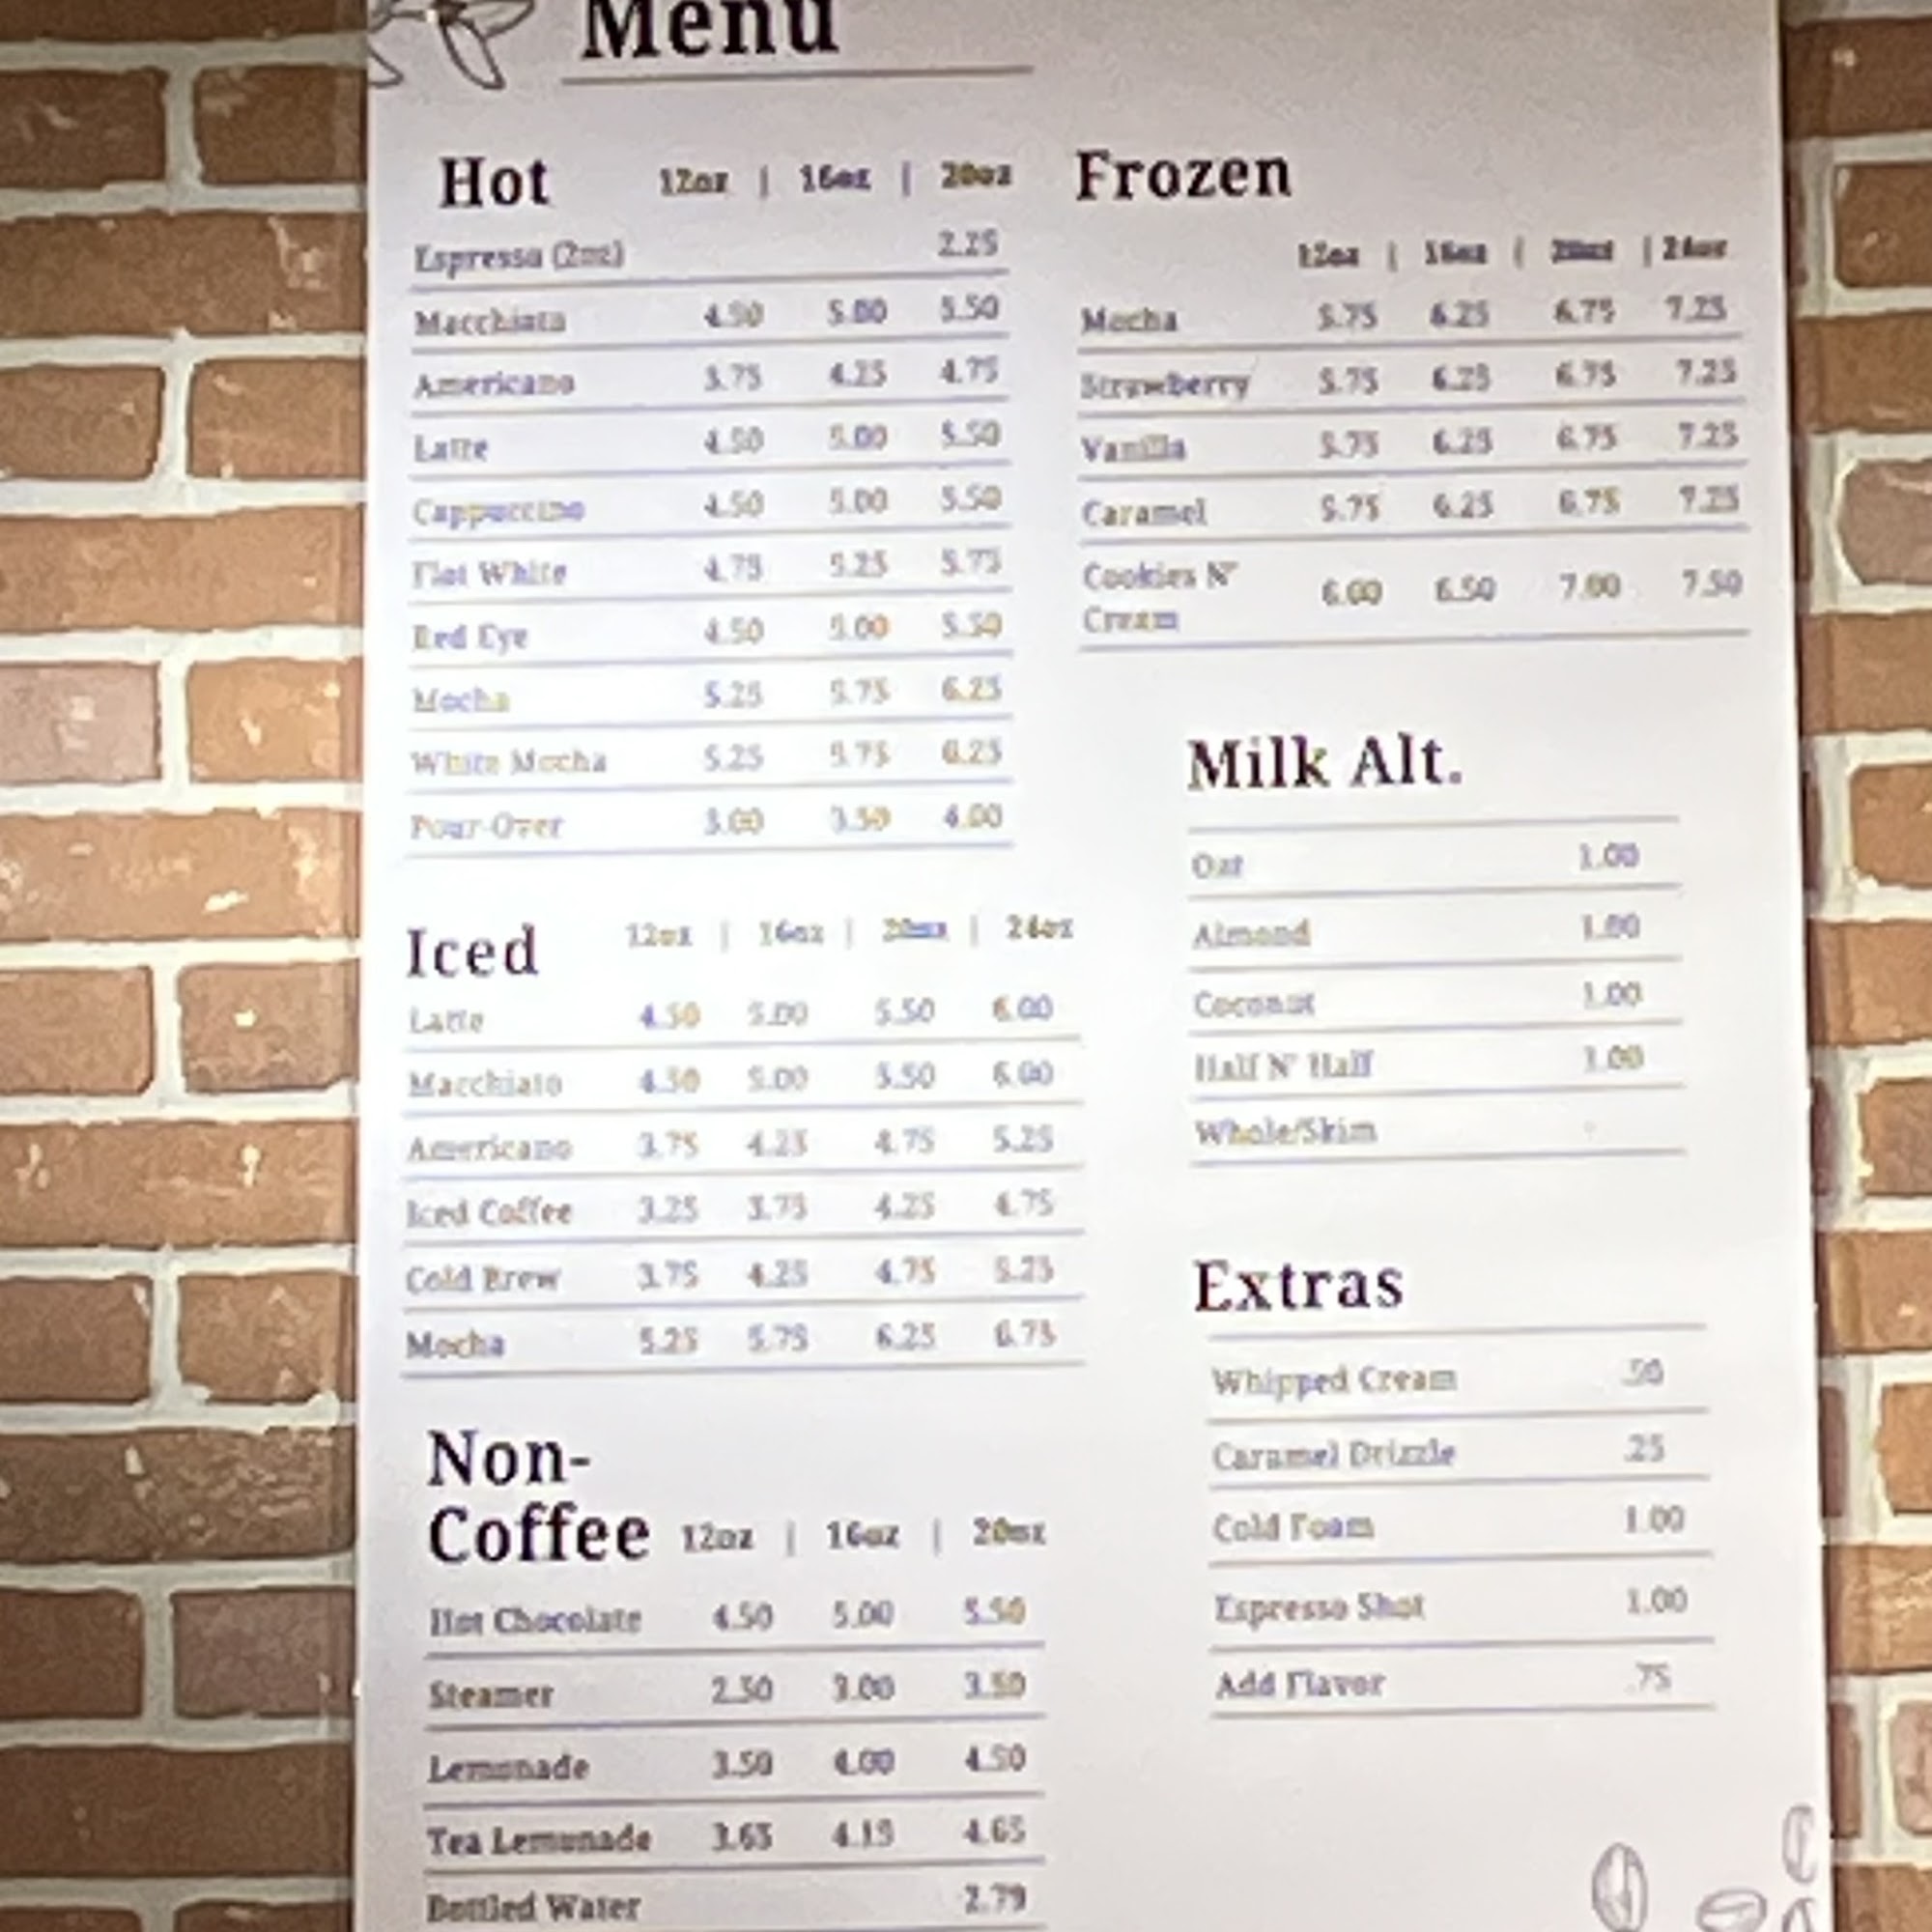 Menu
Hot 12oz | 16oz | 20oz
Espresso (2oz) 2.25
Macchiato 4.50 5.00 5.50
Americano 3.75 4.25 4.75
Latte 4.50 5.00 5.50
Cappuccino 4.50 5.00 5.50
Flat White 4.75 5.25 5.75
Red Eye 4.50 5.00 5.50
Mocha 5.25 5.75 6.25
White Mocha 5.25 5.75 6.25
Pour-Over 3.00 3.50 4.00
Iced 12oz | 16oz | 20oz | 24oz
Latte 4.50 5.00 5.50 6.00
Macchiato 4.50 5.00 5.50 6.00
Americano 3.75 4.25 4.75 5.25
Iced Coffee 3.25 3.75 4.25 4.75
Cold Brew 3.75 4.25 4.75 5.25
Mocha 5.25 5.75 6.25 6.75
Non-
Coffee 12oz | 16oz | 20oz
Hot Chocolate 4.50 5.00 5.50
Steamer 2.50 3.00 3.50
Lemonade 3.50 4.00 4.50
Tea Lemonade 3.65 4.15 4.65
Bottled Water 2.79
Frozen
12oz | 16oz | 20oz | 24oz
Mocha 5.75 6.25 6.75 7.25
Strawberry 5.75 6.25 6.75 7.25
Vanilla 5.75 6.25 6.75 7.25
Caramel 5.75 6.25 6.75 7.25
Cookies N'
Cream 6.00 6.50 7.00 7.50
Milk Alt.
Oat 1.00
Almond 1.00
Coconut 1.00
Half N' Half 1.00
Whole/Skim
Extras
Whipped Cream .50
Caramel Drizzle .25
Cold Foam 1.00
Espresso Shot 1.00
Add Flavor .75